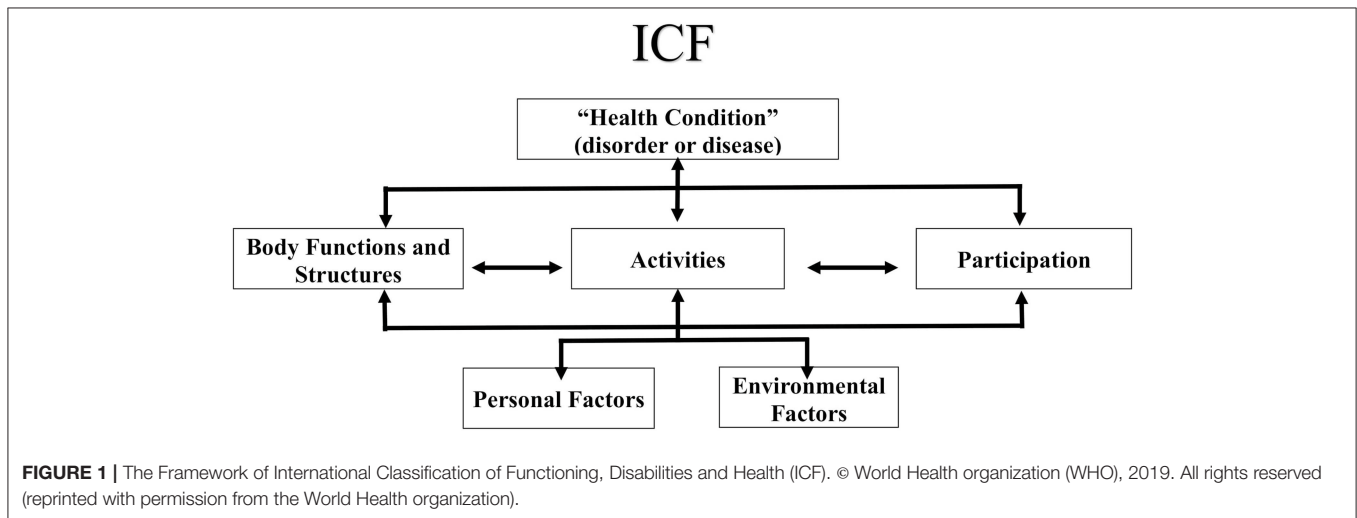 ICF
“Health Condition”
(disorder or disease)
Body Functions and
Structures
Activities
Participation
Personal Factors
Environmental
Factors
FIGURE 1 | The Framework of International Classification of Functioning, Disabilities and Health (ICF). © World Health organization (WHO), 2019. All rights reserved
(reprinted with permission from the World Health organization).